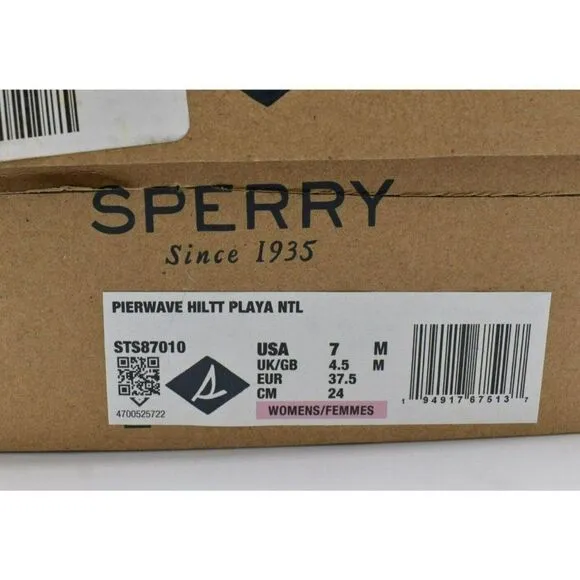 SPERRY
Since 1935
PIERWAVE HILTT PLAYA NTL
STS87010
USA 7 M
UK/GB 4.5 M
EUR 37.5
CM 24
WOMENS/FEMMES
4700525722
1 94917 67513 7